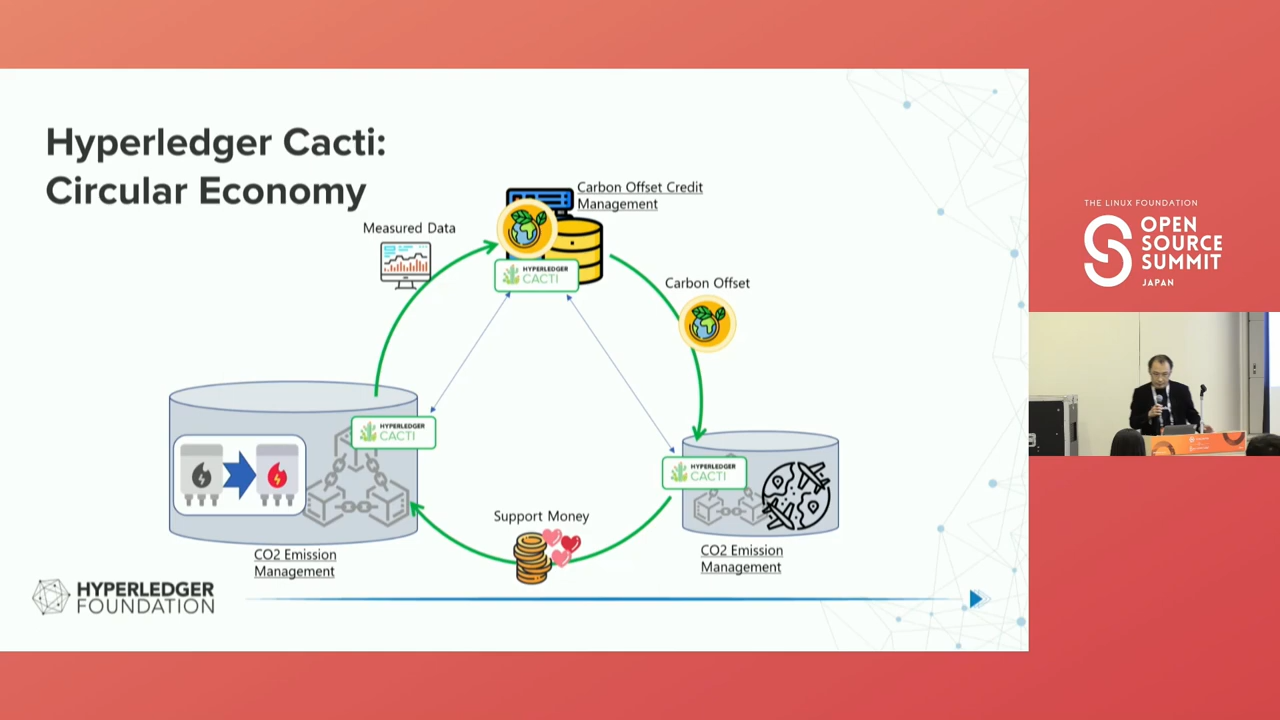 Hyperledger Cacti:
Circular Economy
Carbon Offset Credit
Management
Measured Data
HYPERLEDGER
CACTI
Carbon Offset
HYPERLEDGER
CACTI
HYPERLEDGER
CACTI
Support Money
CO2 Emission
Management
CO2 Emission
Management
HYPERLEDGER
FOUNDATION
THE LINUX FOUNDATION
OPEN
SOURCE
SUMMIT
JAPAN